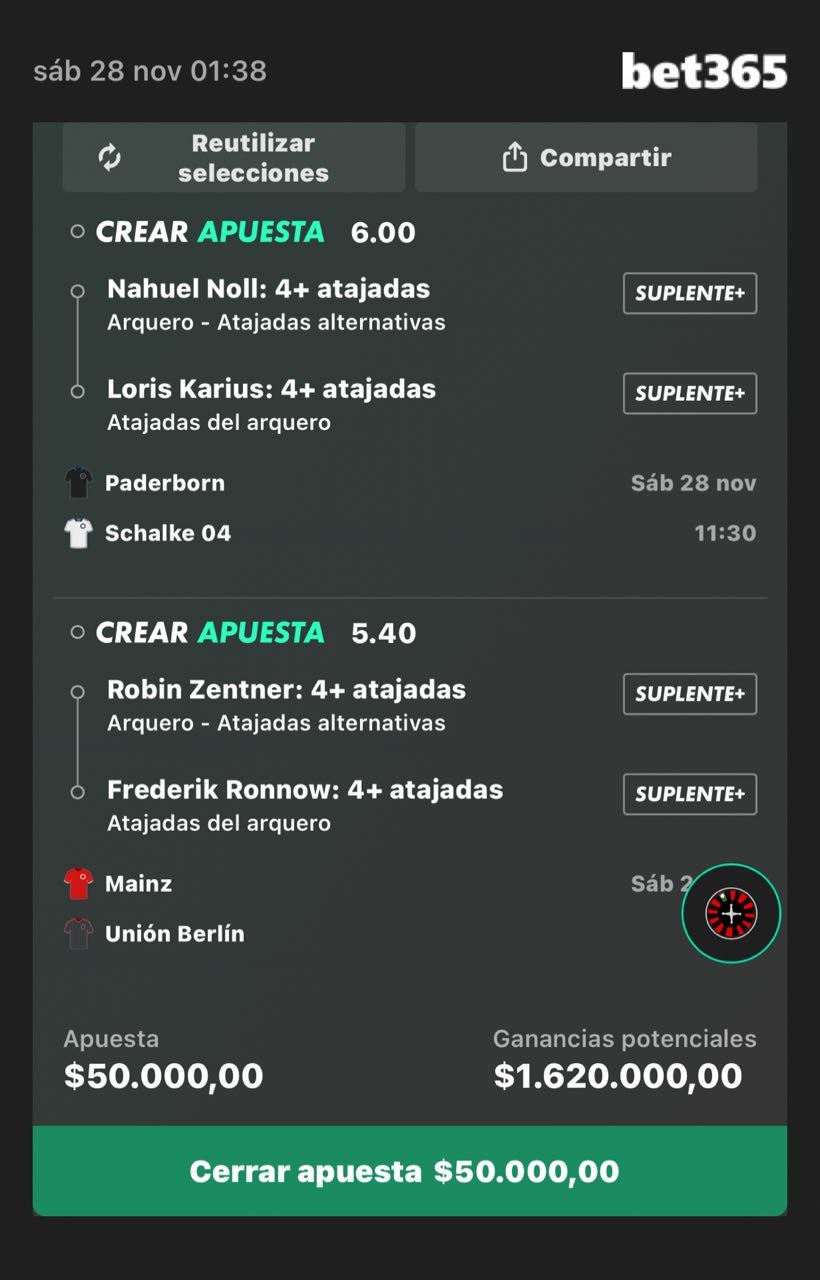 sáb 28 nov 01:38
bet365
Reutilizar
selecciones
Compartir
CREAR APUESTA 6.00
Nahuel Noll: 4+ atajadas
SUPLENTE+
Arquero - Atajadas alternativas
Loris Karius: 4+ atajadas
SUPLENTE+
Atajadas del arquero
Paderborn
Sáb 28 nov
Schalke 04
11:30
CREAR APUESTA 5.40
Robin Zentner: 4+ atajadas
SUPLENTE+
Arquero - Atajadas alternativas
Frederik Ronnow: 4+ atajadas
SUPLENTE+
Atajadas del arquero
Mainz
Sáb 2
Unión Berlín
Apuesta
Ganancias potenciales
$50.000,00
$1.620.000,00
Cerrar apuesta $50.000,00